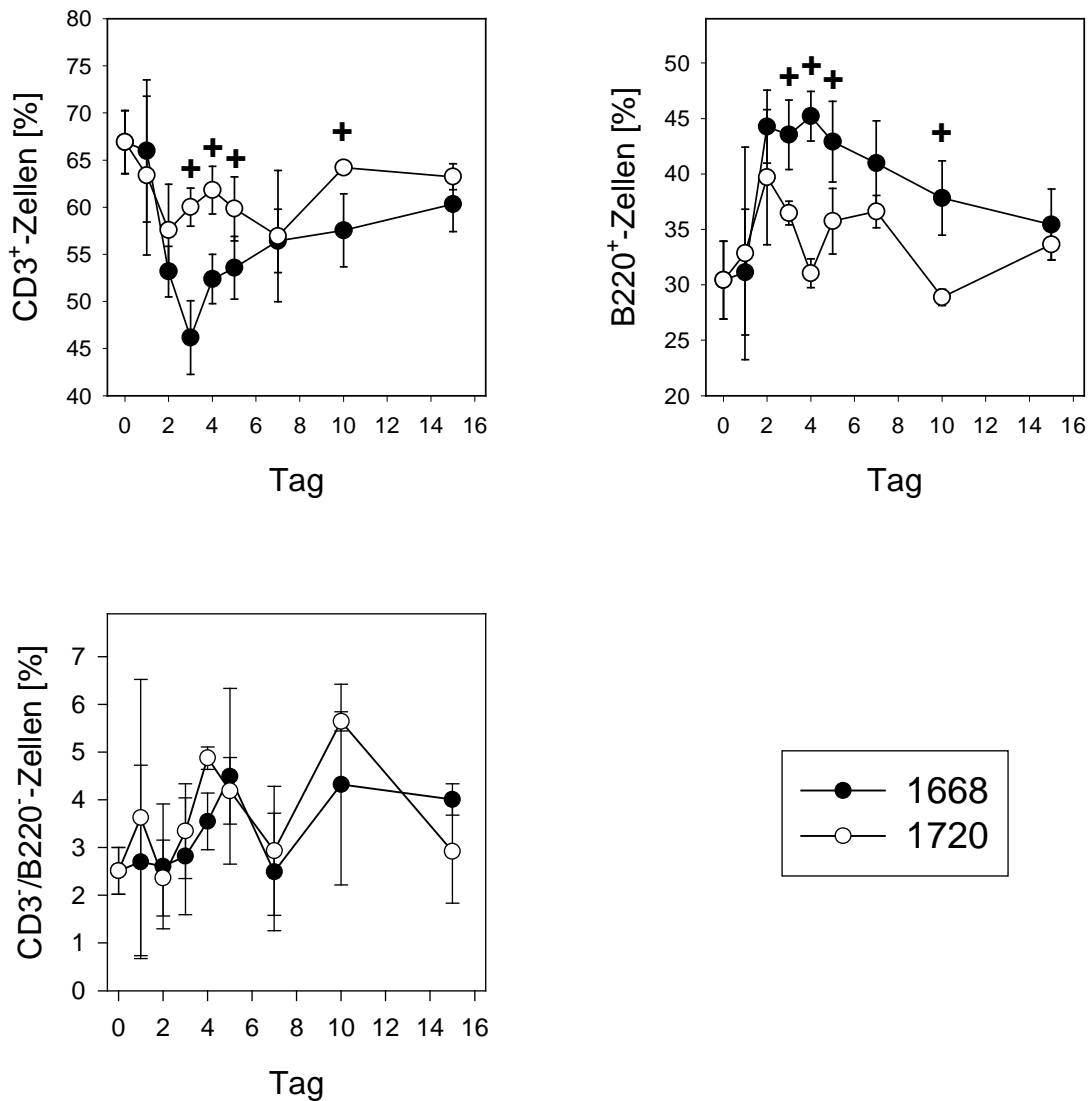 CD3⁺-Zellen [%]
80
75
70
65
60
55
50
45
40
+ + + +
0 2 4 6 8 10 12 14 16
Tag
B220⁺-Zellen [%]
50
45
40
35
30
25
20
+ + + +
0 2 4 6 8 10 12 14 16
Tag
CD3⁻/B220⁻-Zellen [%]
7
6
5
4
3
2
1
0
0 2 4 6 8 10 12 14 16
Tag
1668
1720